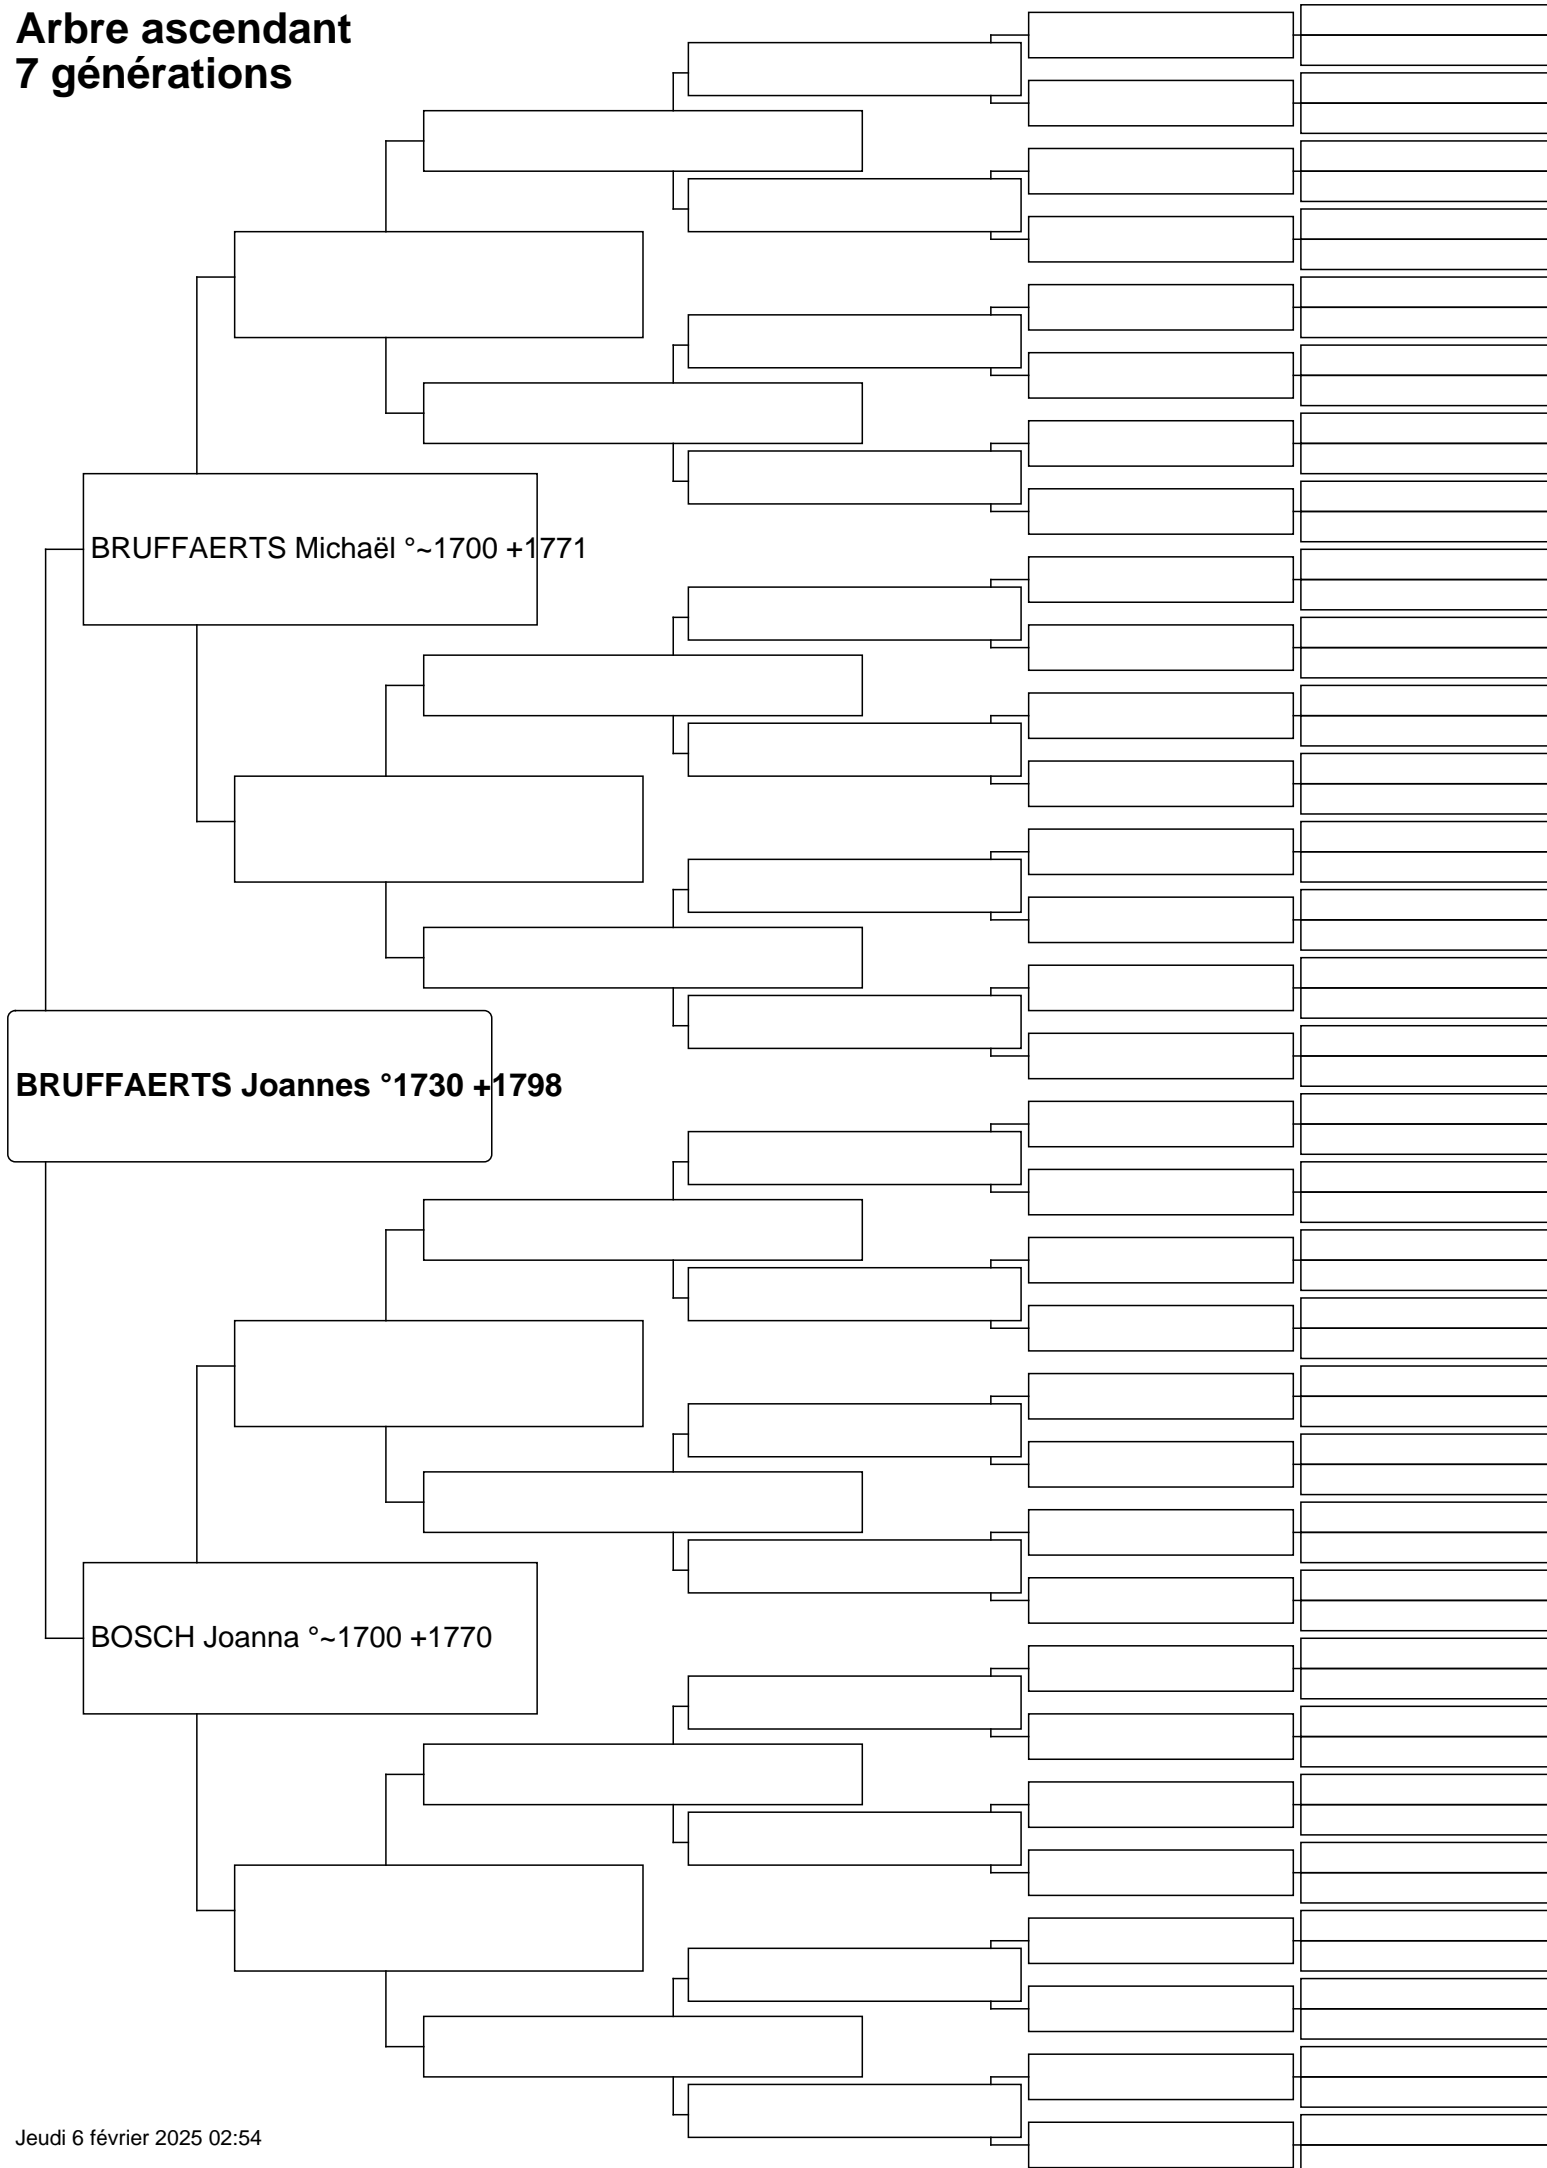 Arbre ascendant
7 générations
BRUFFAERTS Michaël °~1700 +1771
BRUFFAERTS Joannes °1730 +1798
BOSCH Joanna °~1700 +1770
Jeudi 6 février 2025 02:54